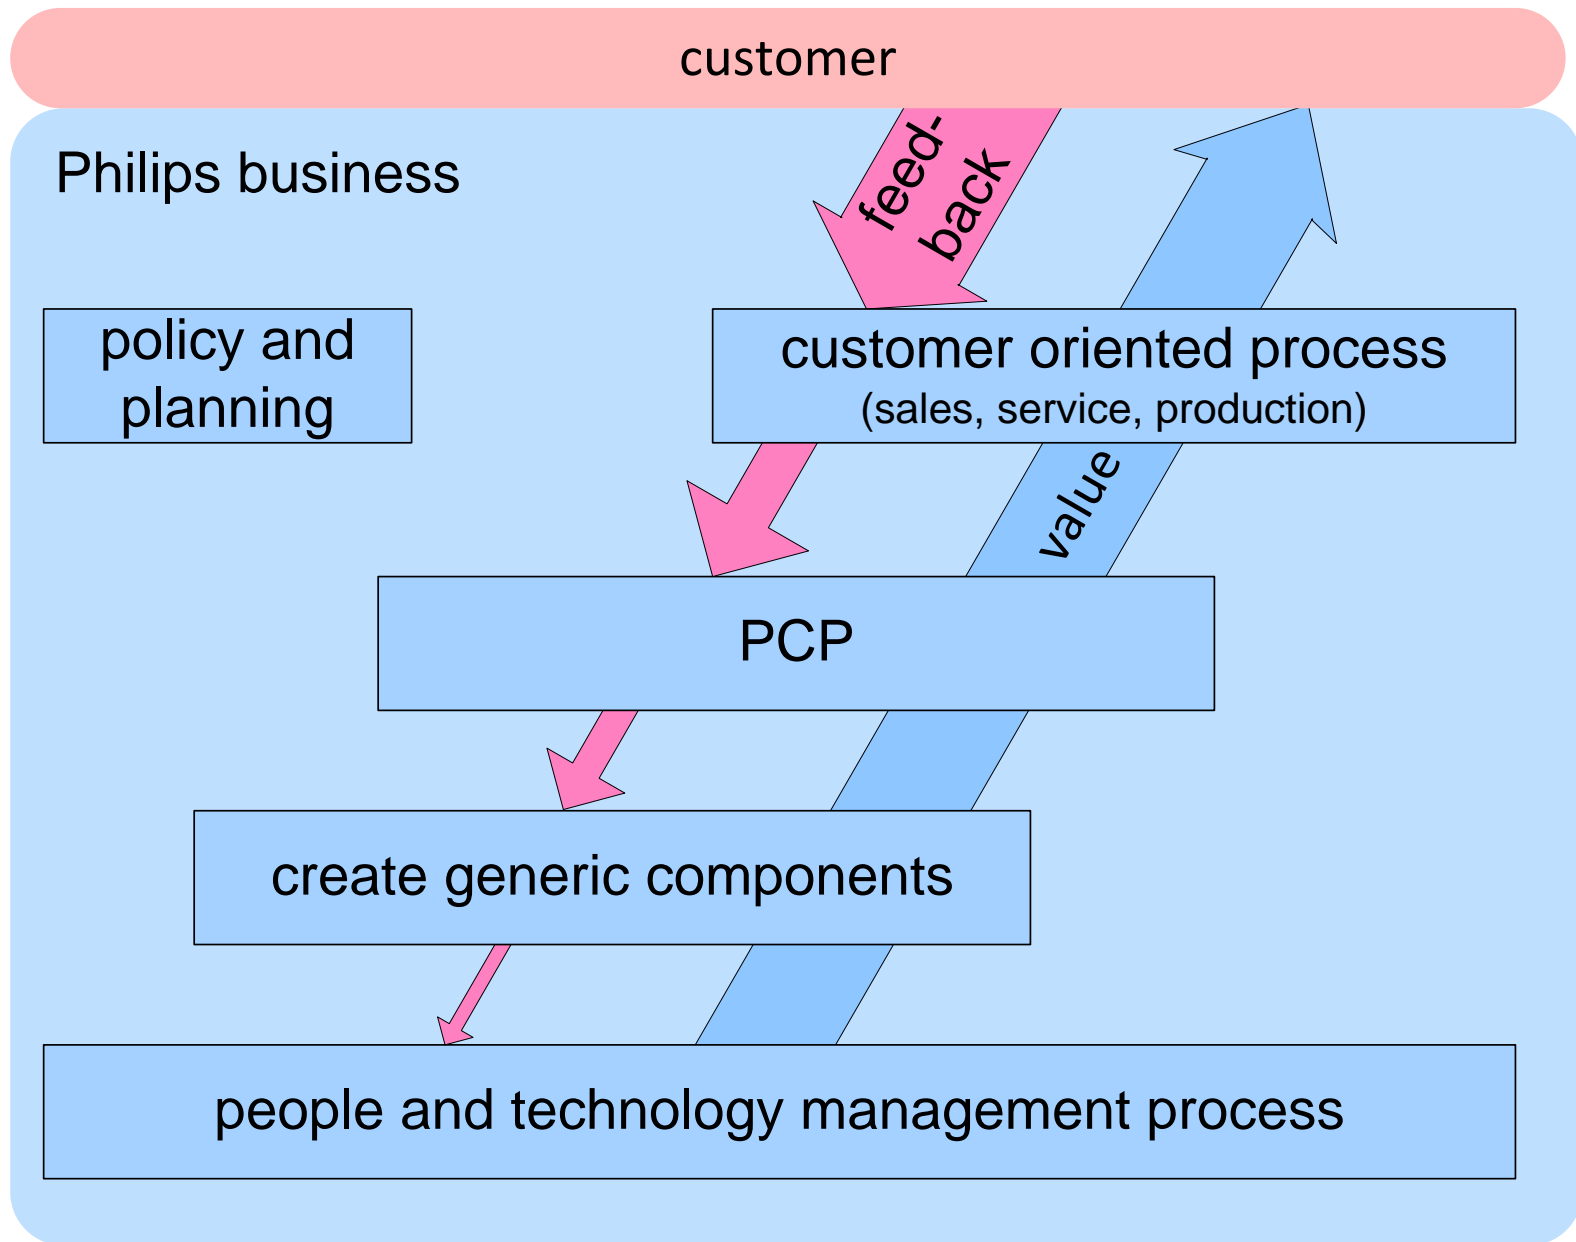 customer
Philips business
feed-
back
policy and
planning
customer oriented process
(sales, service, production)
value
PCP
create generic components
people and technology management process